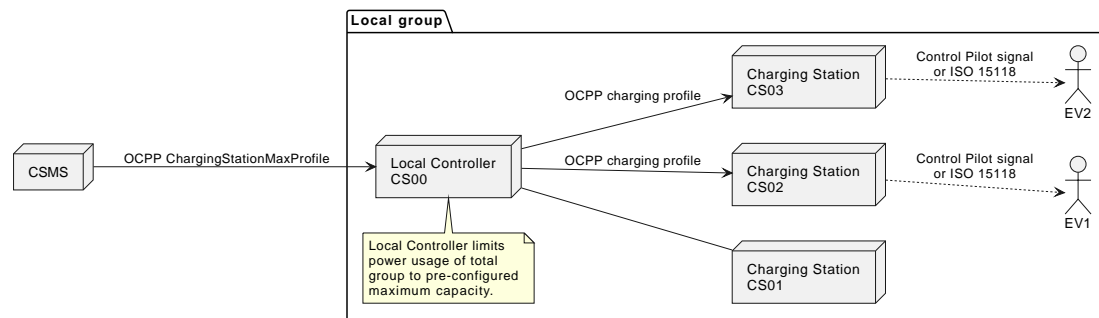 Local group
Charging Station
CS03
Control Pilot signal
or ISO 15118
EV2
OCPP charging profile
CSMS
OCPP ChargingStationMaxProfile
Local Controller
CS00
OCPP charging profile
Charging Station
CS02
Control Pilot signal
or ISO 15118
EV1
Local Controller limits
power usage of total
group to pre-configured
maximum capacity.
Charging Station
CS01